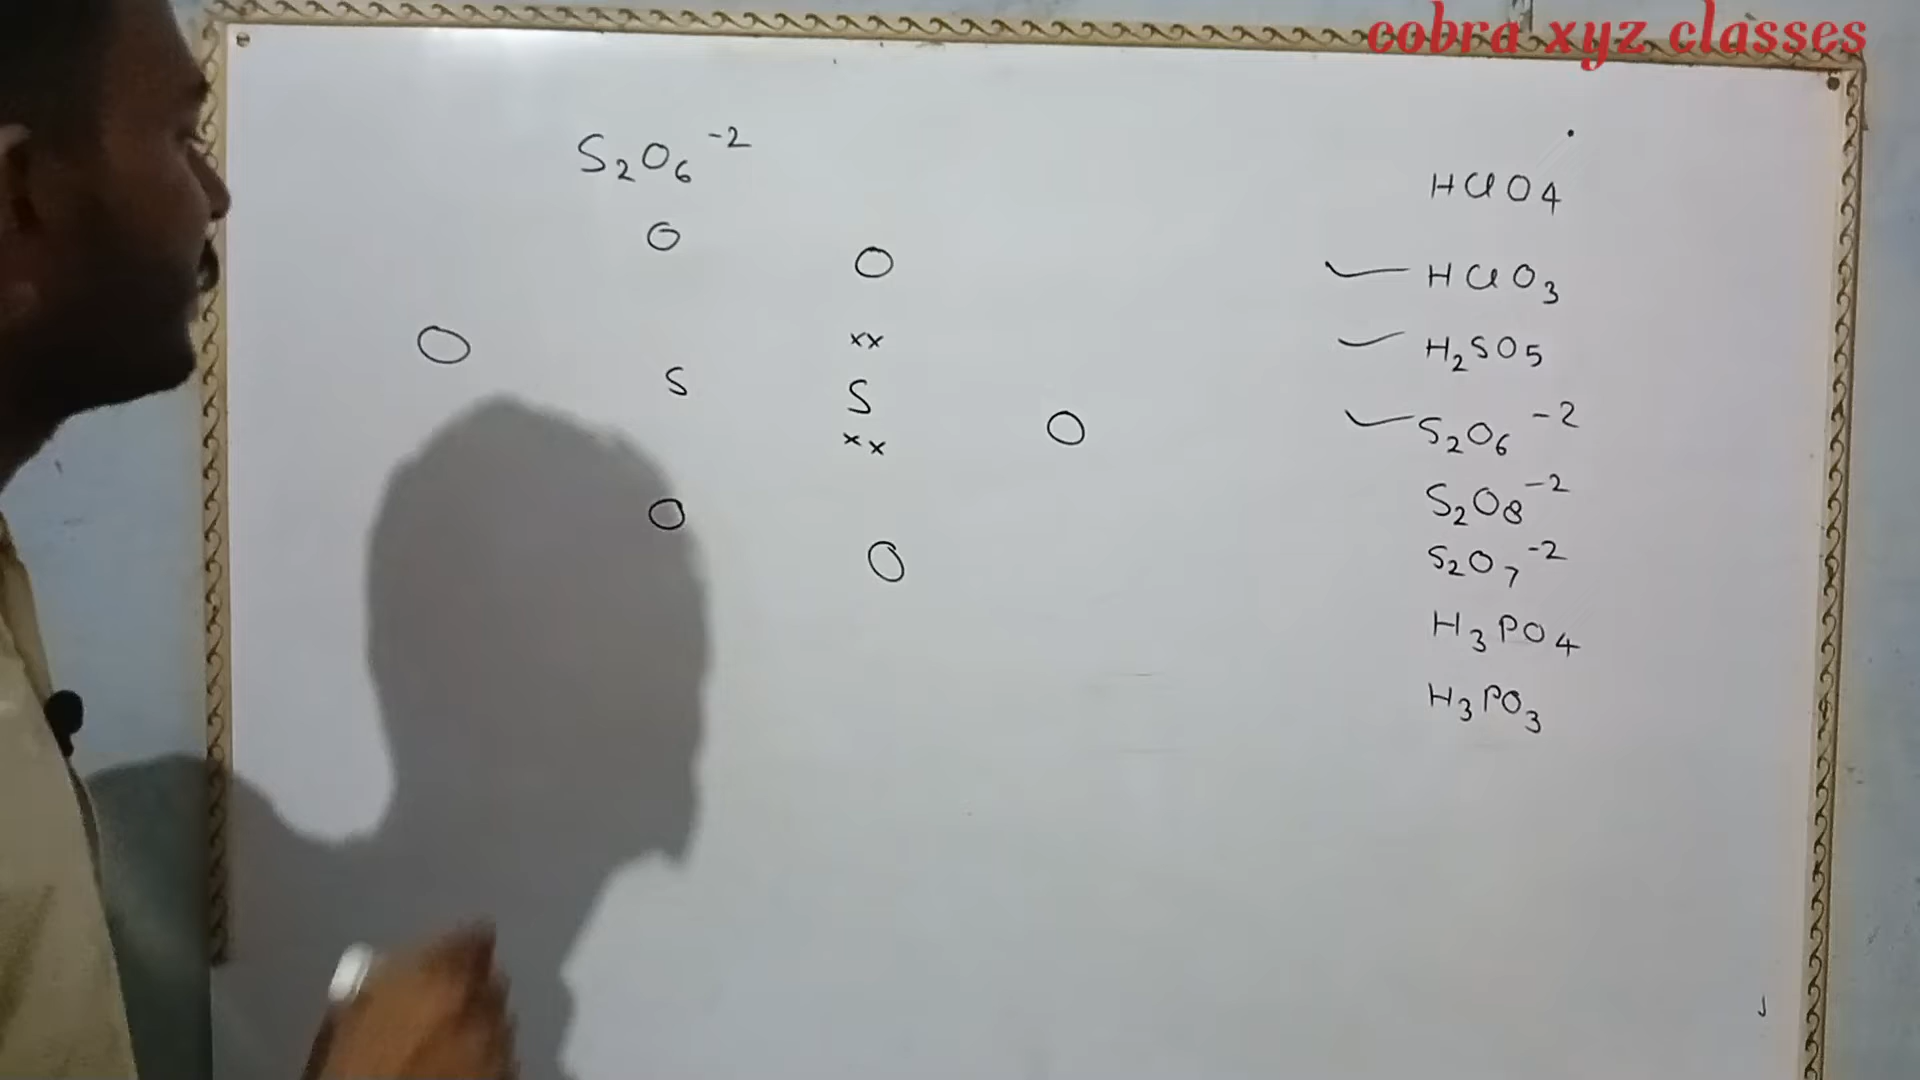 cobra xyz classes
S₂O₆⁻²
O O
O
xx
S S
xx O
O
O
HClO4
✓ HClO₃
✓ H₂SO5
✓ S₂O₆⁻²
S₂O8⁻²
S₂O₇⁻²
H₃PO₄
H₃PO₃